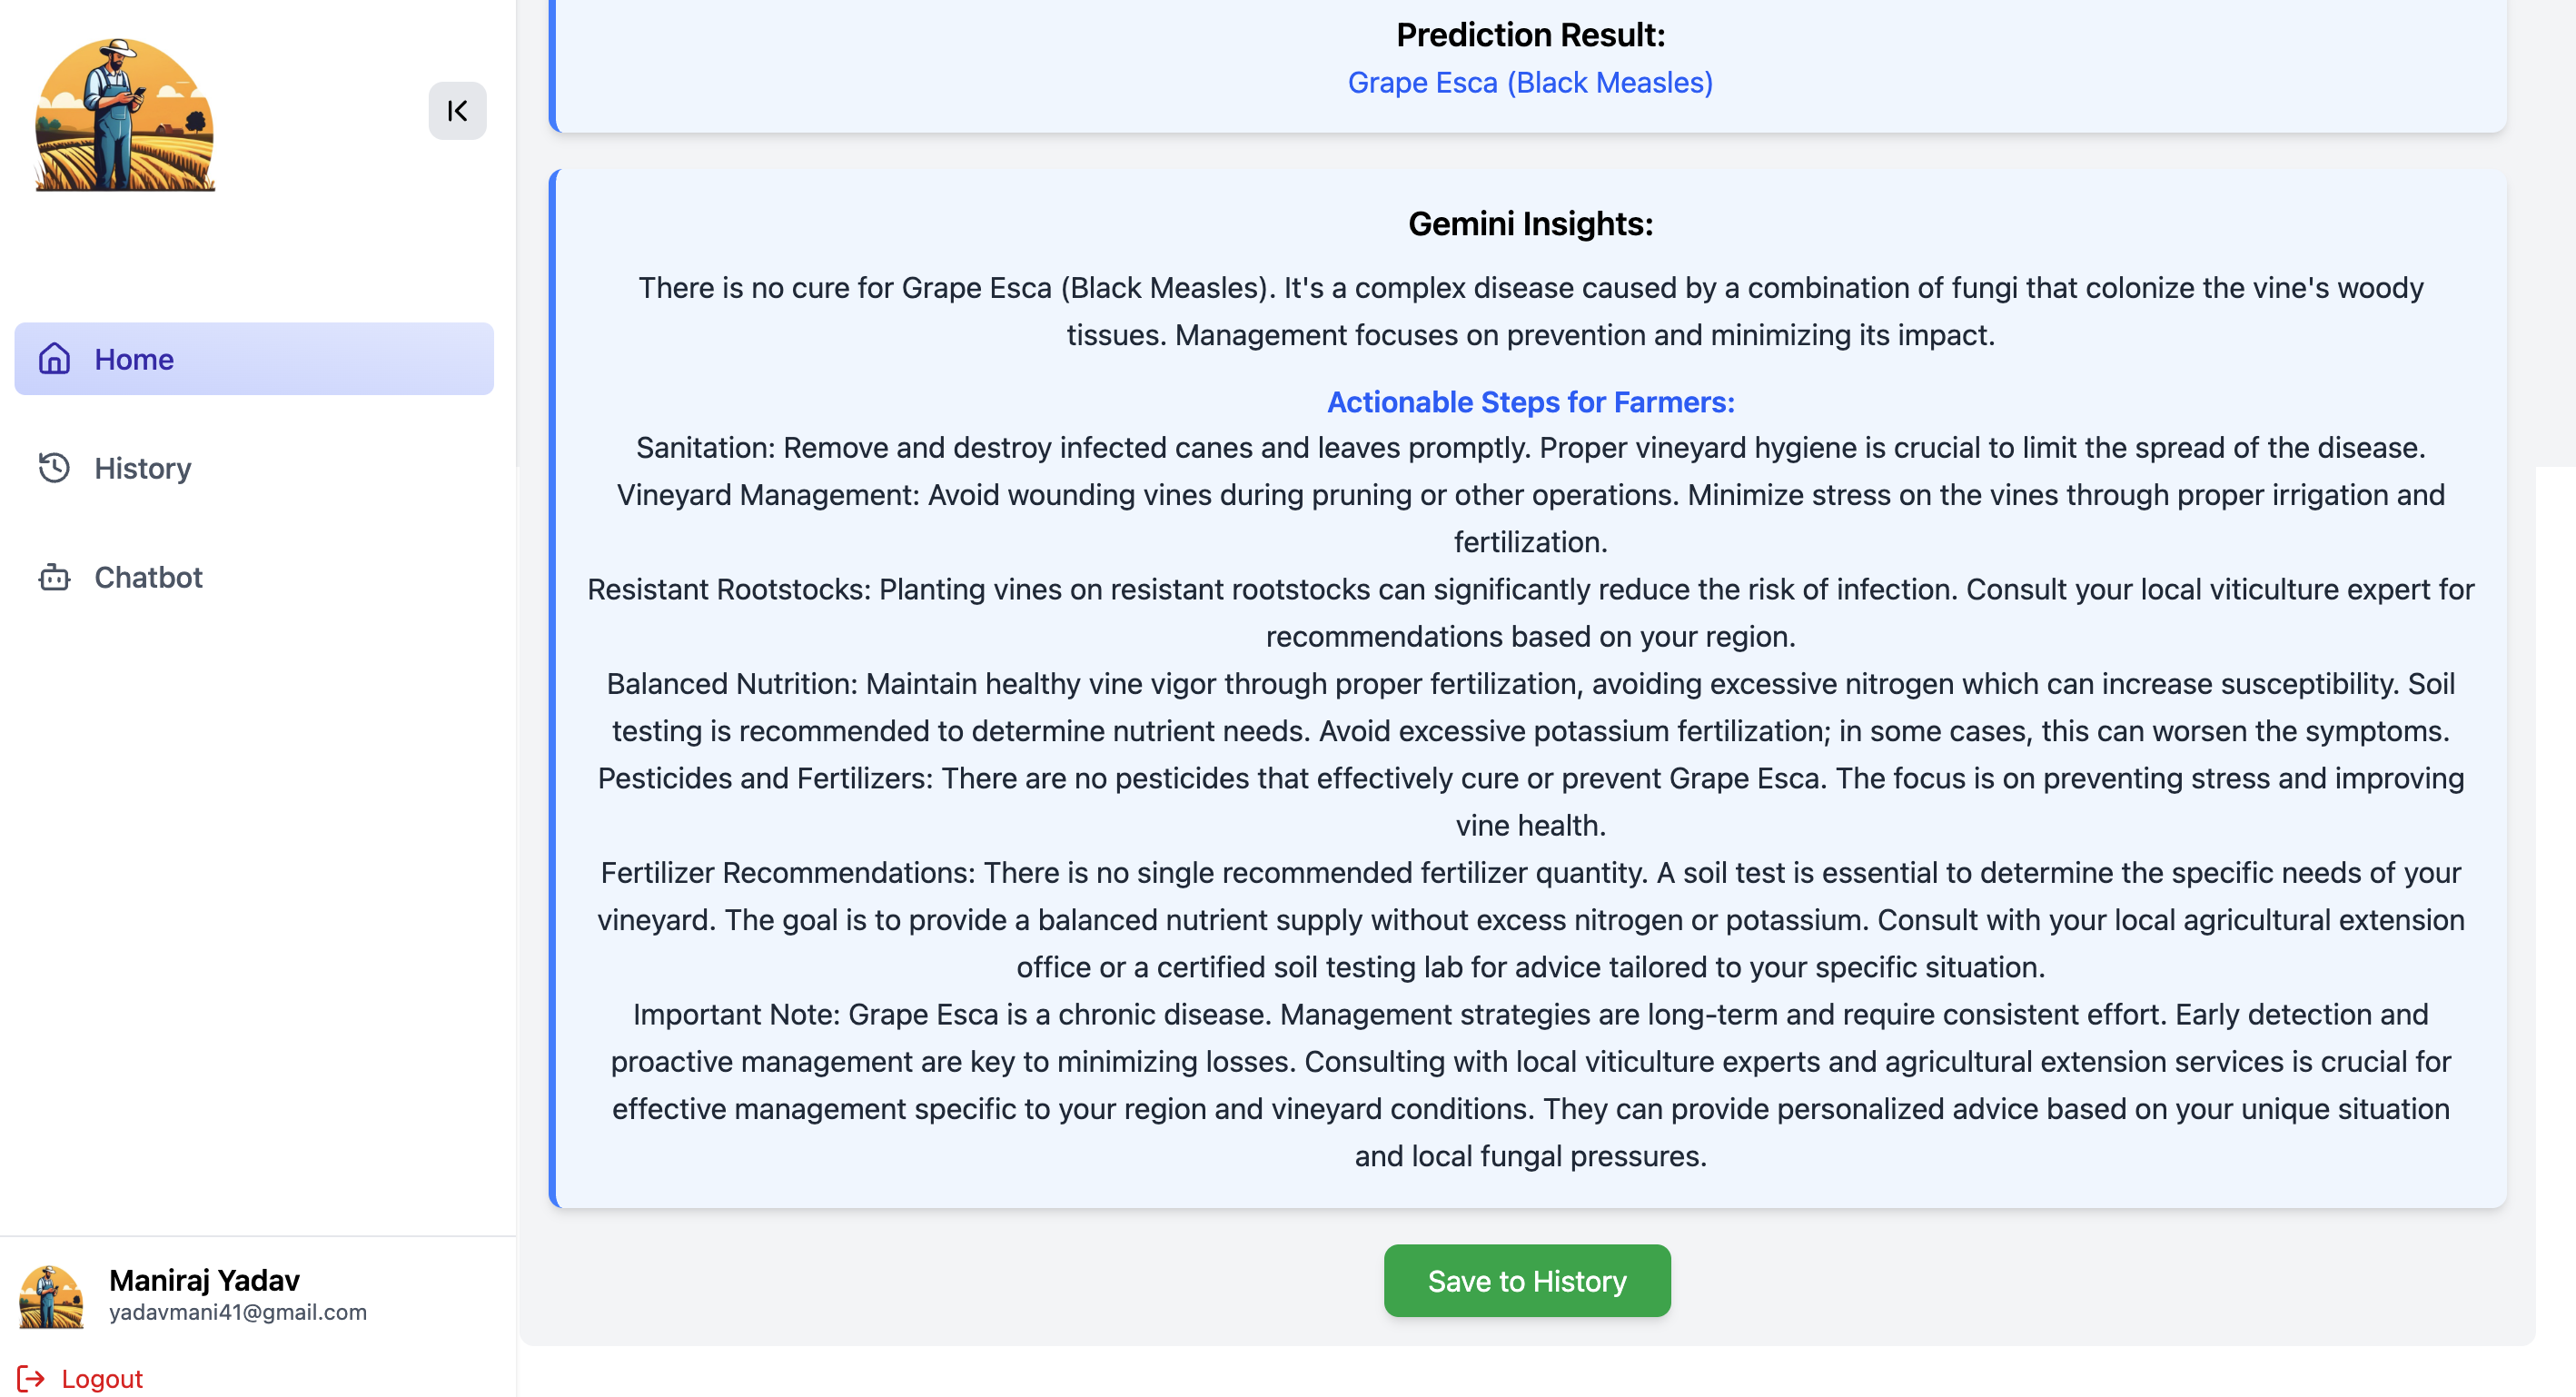 Home
History
Chatbot
Maniraj Yadav
yadavmani41@gmail.com
Logout
Prediction Result:
Grape Esca (Black Measles)
Gemini Insights:
There is no cure for Grape Esca (Black Measles). It's a complex disease caused by a combination of fungi that colonize the vine's woody
tissues. Management focuses on prevention and minimizing its impact.
Actionable Steps for Farmers:
Sanitation: Remove and destroy infected canes and leaves promptly. Proper vineyard hygiene is crucial to limit the spread of the disease.
Vineyard Management: Avoid wounding vines during pruning or other operations. Minimize stress on the vines through proper irrigation and
fertilization.
Resistant Rootstocks: Planting vines on resistant rootstocks can significantly reduce the risk of infection. Consult your local viticulture expert for
recommendations based on your region.
Balanced Nutrition: Maintain healthy vine vigor through proper fertilization, avoiding excessive nitrogen which can increase susceptibility. Soil
testing is recommended to determine nutrient needs. Avoid excessive potassium fertilization; in some cases, this can worsen the symptoms.
Pesticides and Fertilizers: There are no pesticides that effectively cure or prevent Grape Esca. The focus is on preventing stress and improving
vine health.
Fertilizer Recommendations: There is no single recommended fertilizer quantity. A soil test is essential to determine the specific needs of your
vineyard. The goal is to provide a balanced nutrient supply without excess nitrogen or potassium. Consult with your local agricultural extension
office or a certified soil testing lab for advice tailored to your specific situation.
Important Note: Grape Esca is a chronic disease. Management strategies are long-term and require consistent effort. Early detection and
proactive management are key to minimizing losses. Consulting with local viticulture experts and agricultural extension services is crucial for
effective management specific to your region and vineyard conditions. They can provide personalized advice based on your unique situation
and local fungal pressures.
Save to History